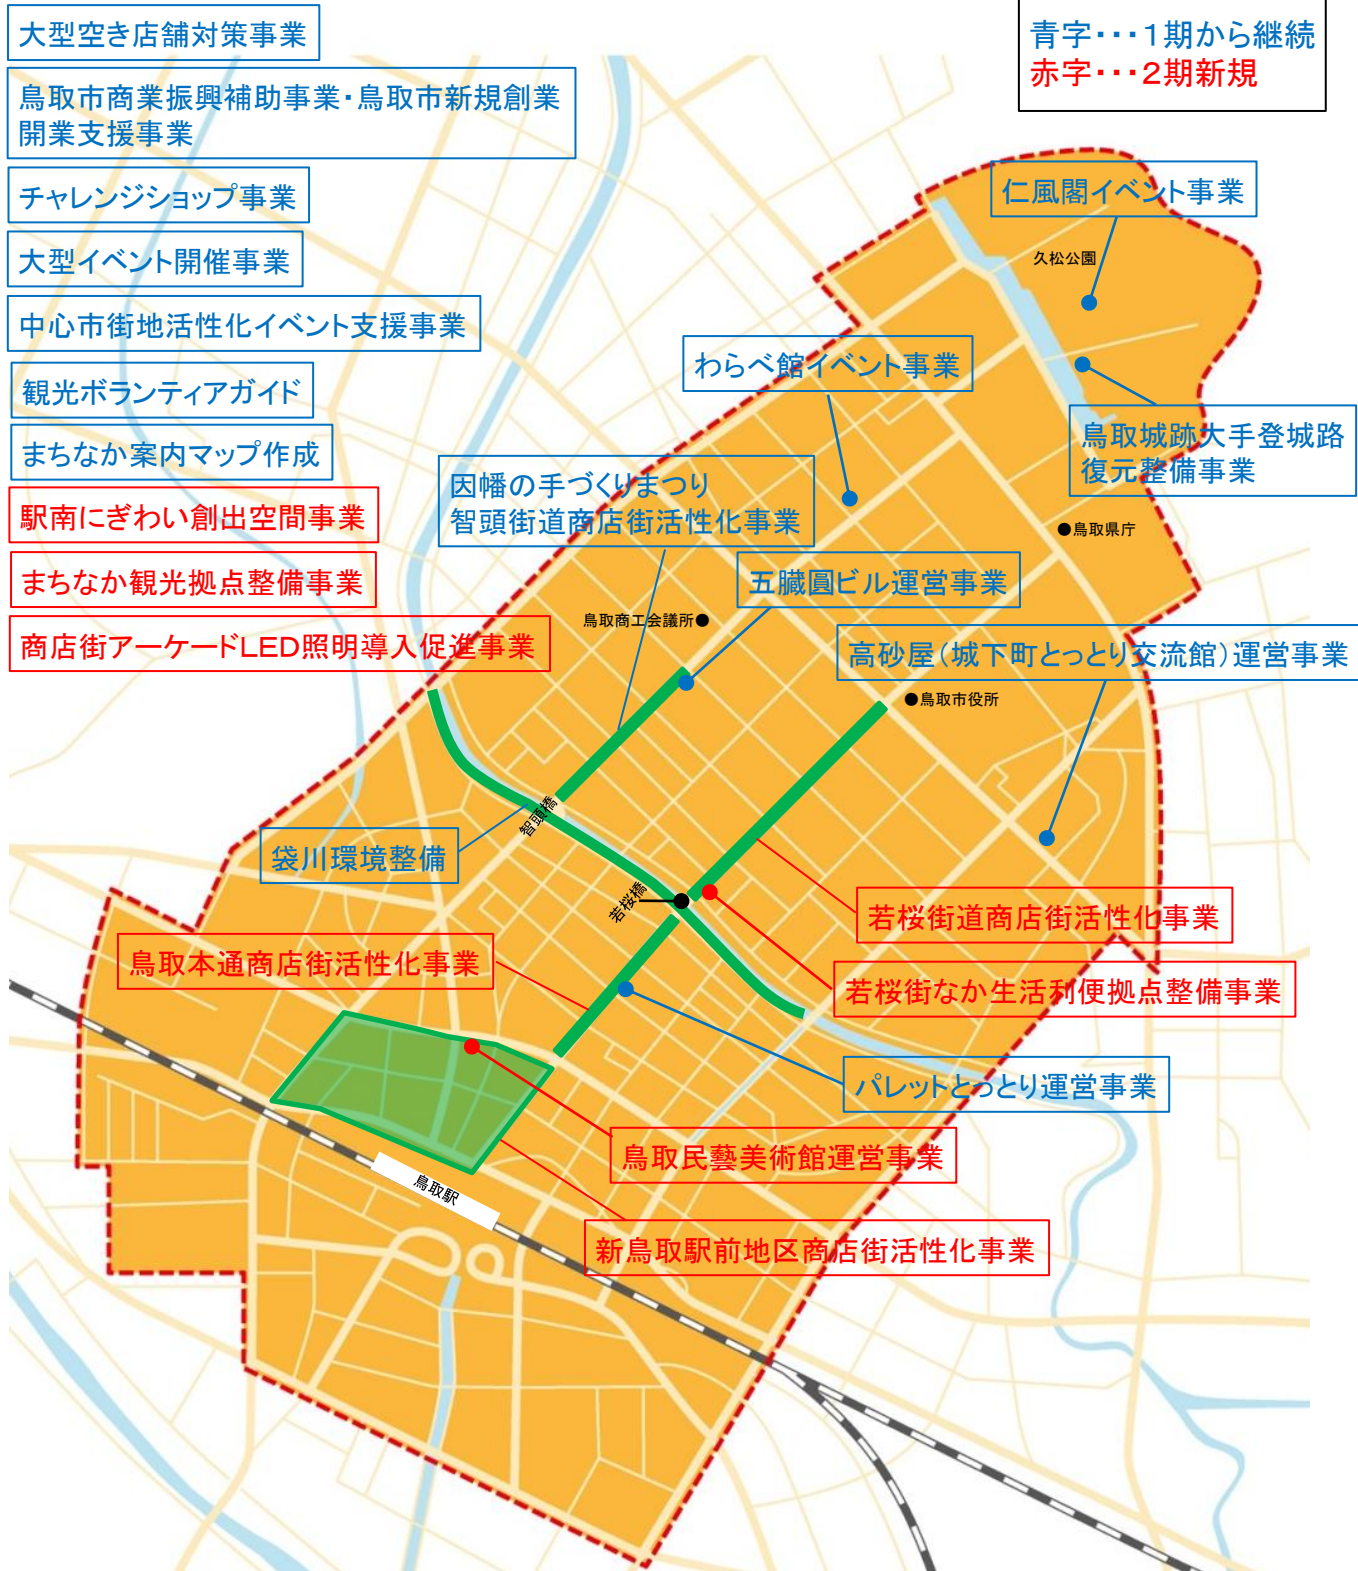 大型空き店舗対策事業
鳥取市商業振興補助事業・鳥取市新規創業
開業支援事業
チャレンジショップ事業
大型イベント開催事業
中心市街地活性化イベント支援事業
観光ボランティアガイド
まちなか案内マップ作成
駅南にぎわい創出空間事業
まちなか観光拠点整備事業
商店街アーケードLED照明導入促進事業
青字・・・1期から継続
赤字・・・2期新規
仁風閣イベント事業
久松公園
わらべ館イベント事業
鳥取城跡大手登城路
復元整備事業
因幡の手づくりまつり
智頭街道商店街活性化事業
●鳥取県庁
五臓圓ビル運営事業
鳥取商工会議所●
高砂屋(城下町とっとり交流館)運営事業
●鳥取市役所
智頭橋
袋川環境整備
若桜橋
若桜街道商店街活性化事業
鳥取本通商店街活性化事業
若桜街なか生活利便拠点整備事業
パレットとっとり運営事業
鳥取民藝美術館運営事業
鳥取駅
新鳥取駅前地区商店街活性化事業